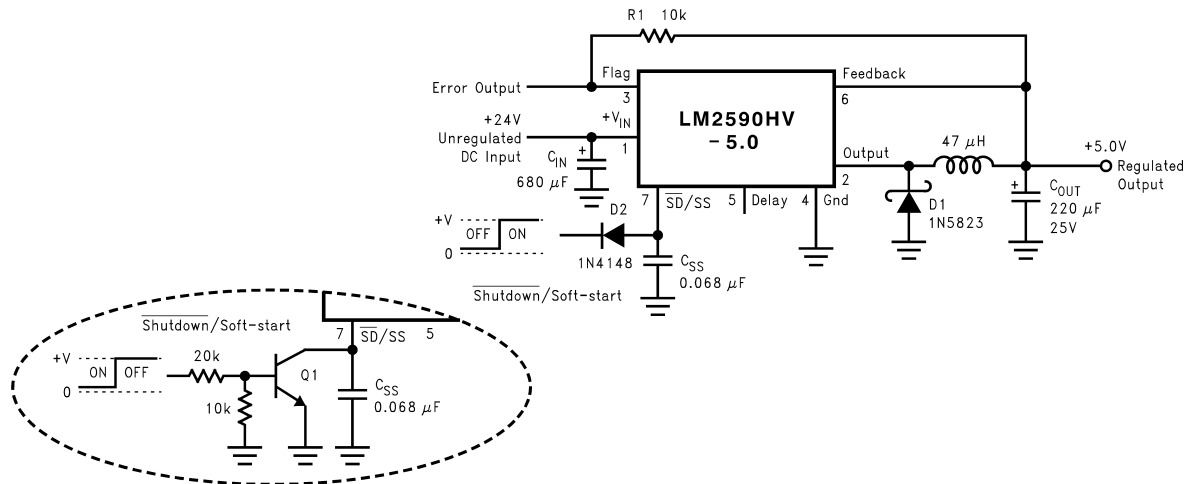 R1 10k
Flag
Feedback
Error Output
3
6
LM2590HV
- 5.0
+24V
Unregulated
DC Input
+VIN
1
CIN
+
680 µF
Output
2
47 µH
+5.0V
Regulated
Output
+
COUT
220 µF
25V
D1
1N5823
7 SD/SS 5 Delay 4 Gnd
+V
OFF ON
0
D2
1N4148
CSS
0.068 µF
Shutdown/Soft-start
Shutdown/Soft-start
7 SD/SS 5
+V
ON OFF
0
20k
10k
Q1
CSS
0.068 µF